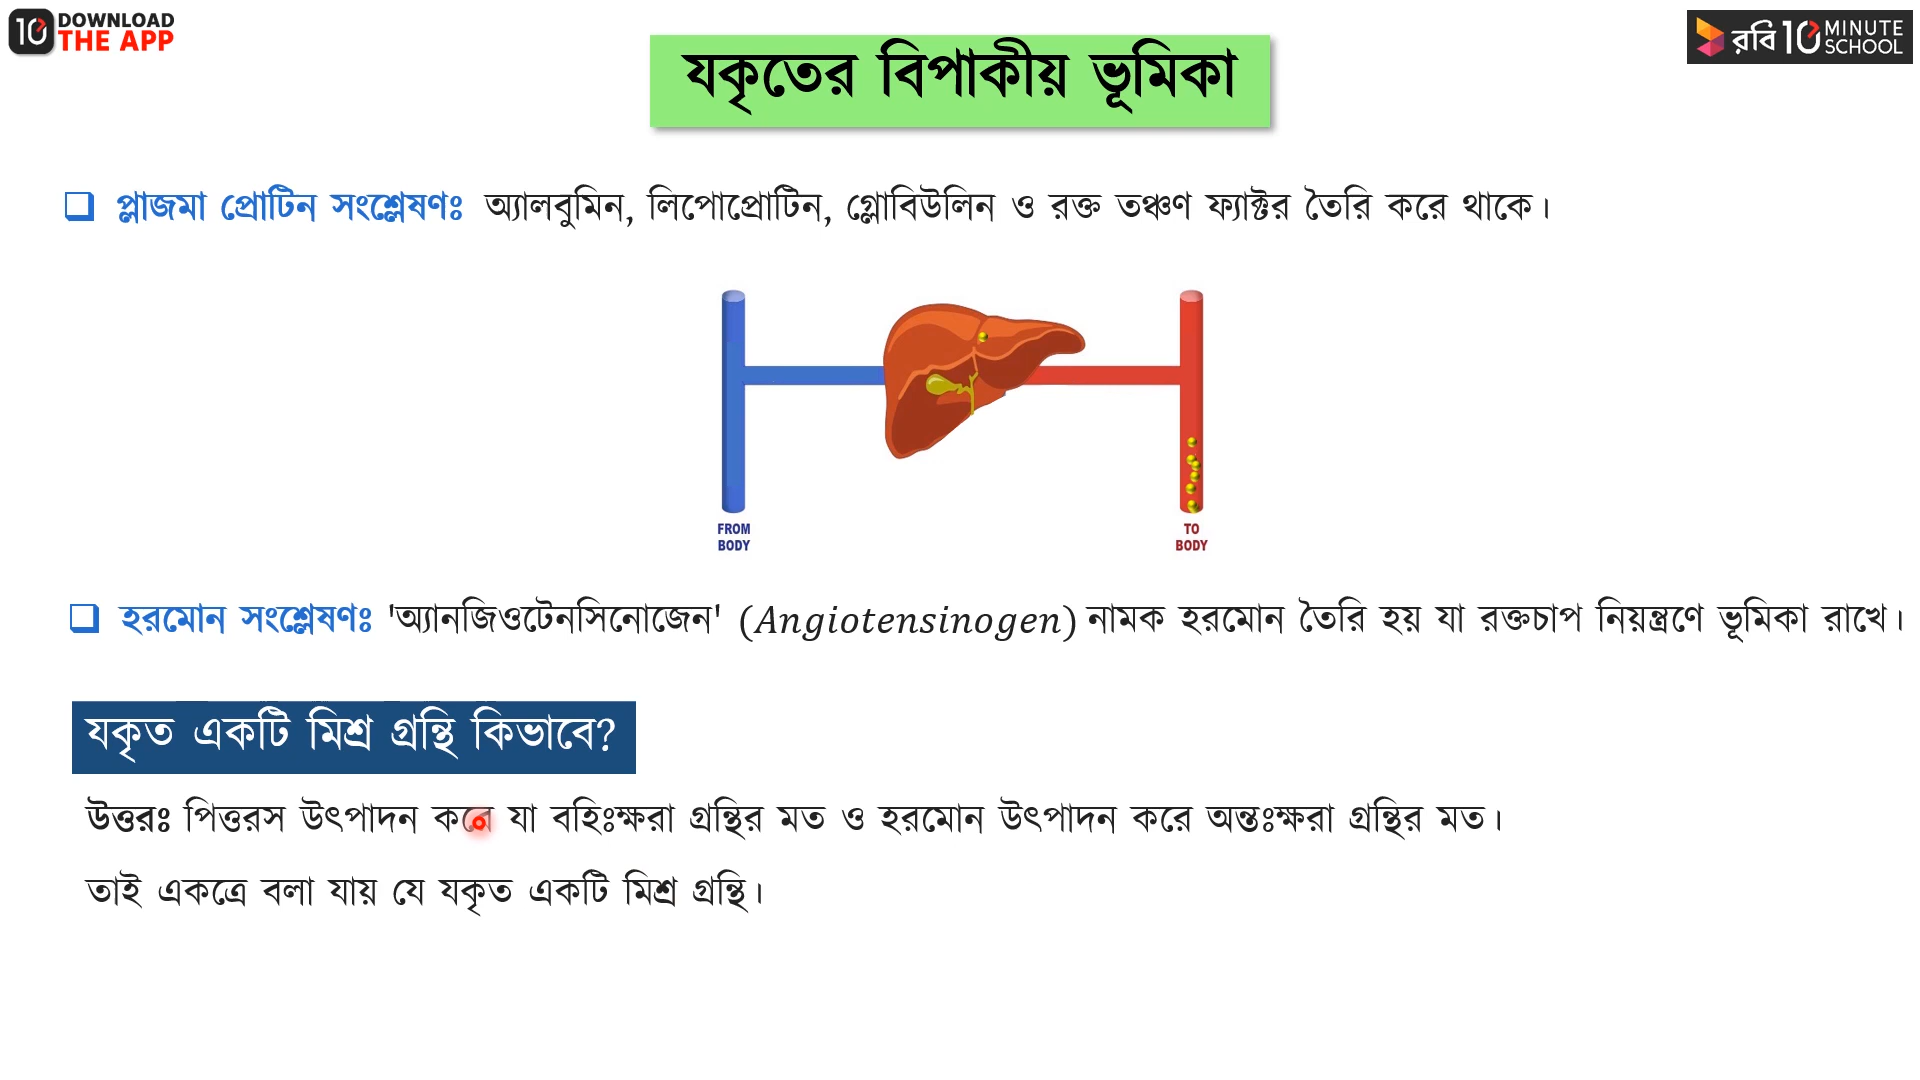 10 DOWNLOAD THE APP
রবি 10 MINUTE SCHOOL
যকৃতের বিপাকীয় ভূমিকা
প্লাজমা প্রোটিন সংশ্লেষণঃ অ্যালবুমিন, লিপোপ্রোটিন, গ্লোবিউলিন ও রক্ত তঞ্চণ ফ্যাক্টর তৈরি করে থাকে।
FROM BODY
TO BODY
হরমোন সংশ্লেষণঃ 'অ্যানজিওটেনসিনোজেন' (Angiotensinogen) নামক হরমোন তৈরি হয় যা রক্তচাপ নিয়ন্ত্রণে ভূমিকা রাখে।
যকৃত একটি মিশ্র গ্রন্থি কিভাবে?
উত্তরঃ পিত্তরস উৎপাদন করে যা বহিঃক্ষরা গ্রন্থির মত ও হরমোন উৎপাদন করে অন্তঃক্ষরা গ্রন্থির মত।
তাই একত্রে বলা যায় যে যকৃত একটি মিশ্র গ্রন্থি।